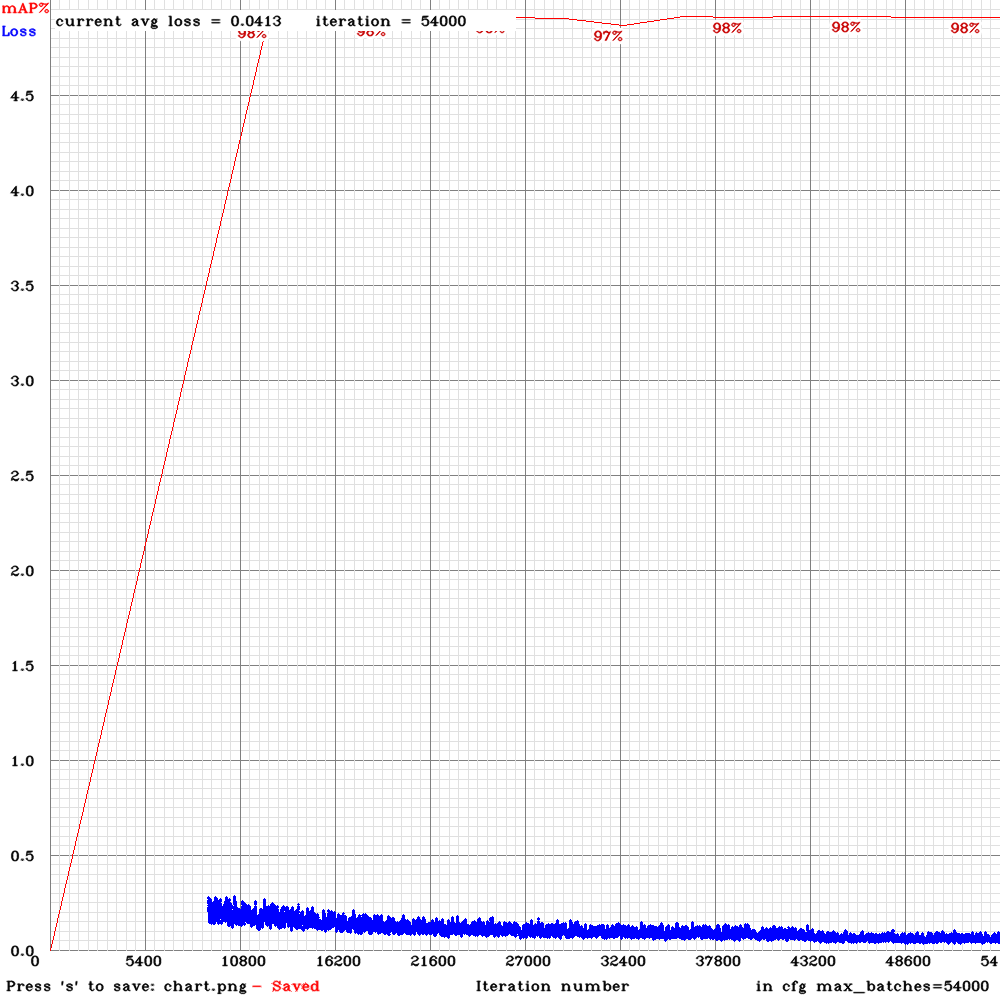 mAP%
current avg loss = 0.0413 iteration = 54000
Loss
98% 98% 97% 98% 98% 98%
4.5
4.0
3.5
3.0
2.5
2.0
1.5
1.0
0.5
0.0
0 5400 10800 16200 21600 27000 32400 37800 43200 48600 54
Press 's' to save: chart.png - Saved Iteration number in cfg max_batches=54000